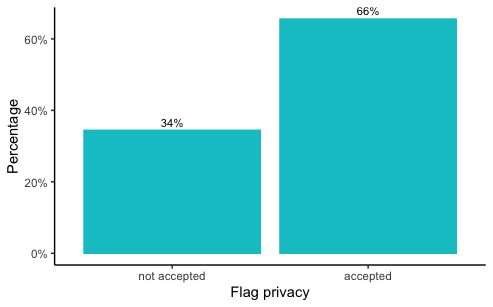 66%
60%
34%
40%
20%
0%
Percentage
not accepted
accepted
Flag privacy